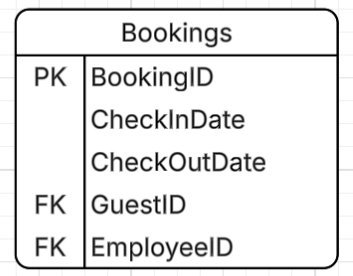 Bookings
PK BookingID
CheckInDate
CheckOutDate
FK GuestID
FK EmployeeID